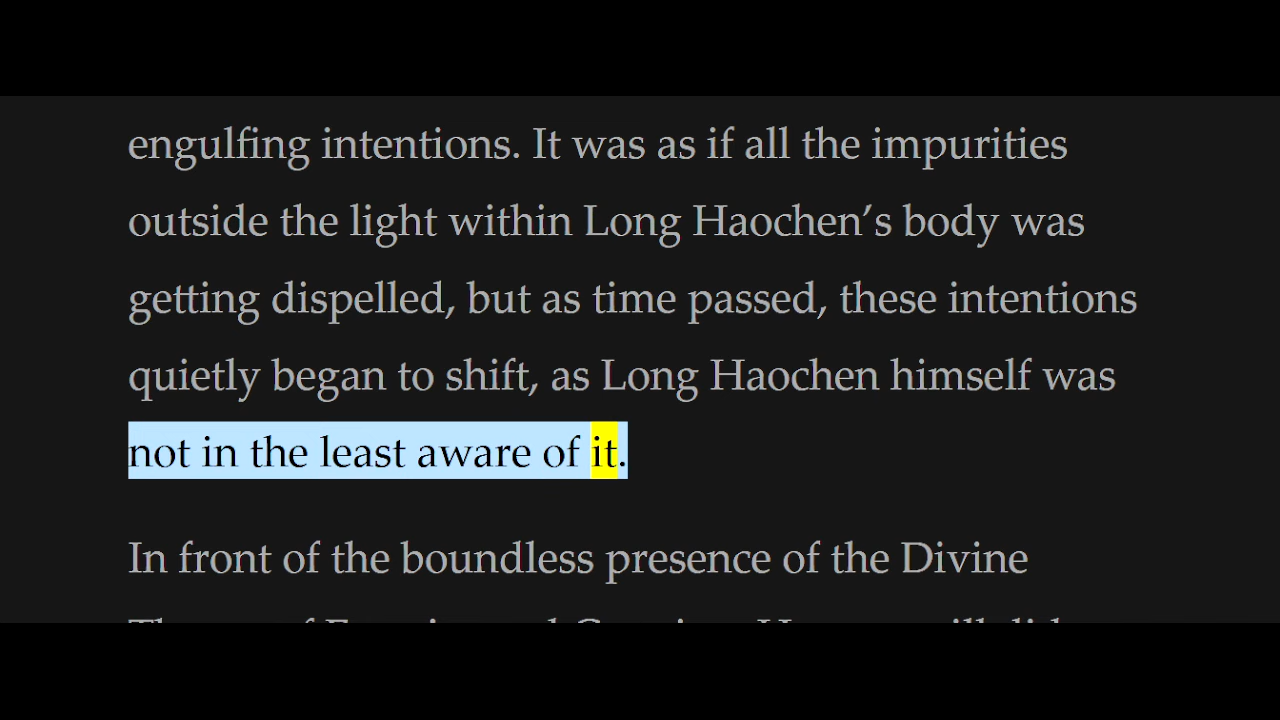 engulfing intentions. It was as if all the impurities
outside the light within Long Haochen’s body was
getting dispelled, but as time passed, these intentions
quietly began to shift, as Long Haochen himself was
not in the least aware of it.
In front of the boundless presence of the Divine